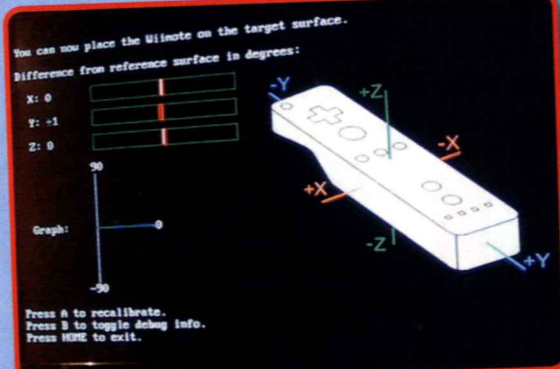 You can now place the Wiimote on the target surface.
Difference from reference surface in degrees:
X: 0
Y: +1
Z: 0
90
Graph:
0
-90
-Y
+Z
-X
+X
-Z
+Y
Press A to recalibrate.
Press B to toggle debug info.
Press HOME to exit.